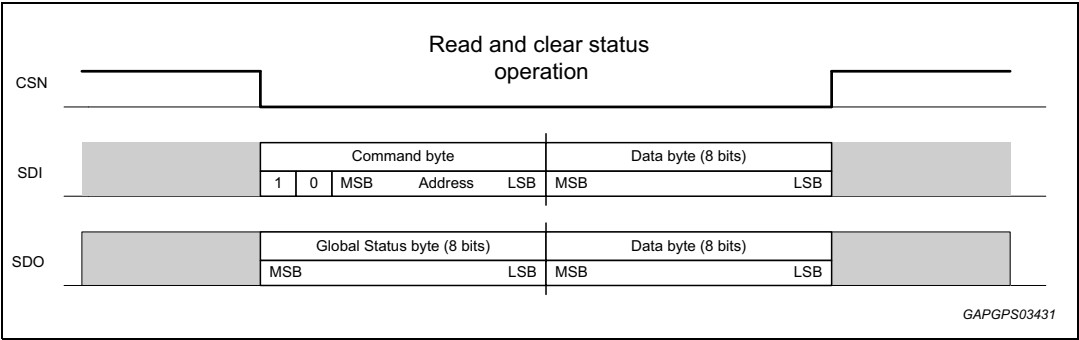 Read and clear status
operation
CSN
SDI
Command byte Data byte (8 bits)
1 0 MSB Address LSB MSB LSB
SDO
Global Status byte (8 bits) Data byte (8 bits)
MSB LSB MSB LSB
GAPGPS03431